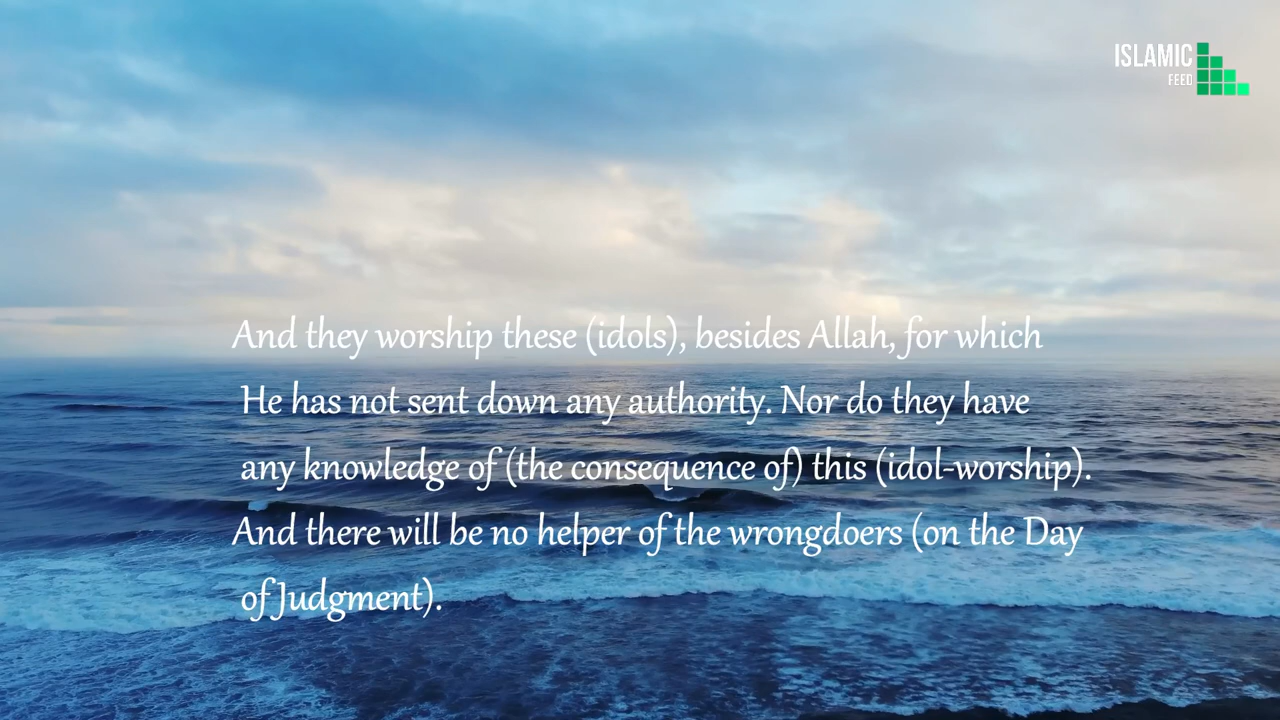 ISLAMIC
FEED
And they worship these (idols), besides Allah, for which
He has not sent down any authority. Nor do they have
any knowledge of (the consequence of) this (idol-worship).
And there will be no helper of the wrongdoers (on the Day
of Judgment).